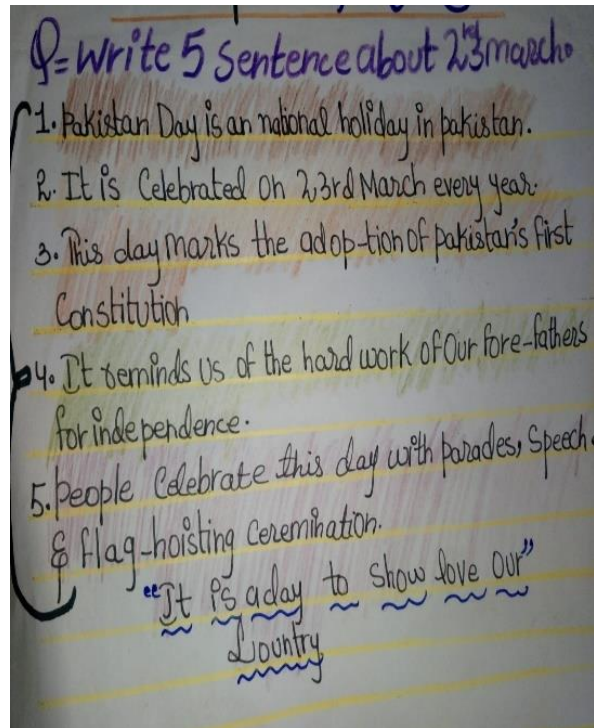 Q= Write 5 Sentence about 23rd march.
1. Pakistan Day is an national holiday in pakistan.
2. It is Celebrated on 23rd March every year.
3. This day marks the adop-tion of pakistan's first
Constitution
4. It reminds us of the hard work of Our fore-fathers
for independence.
5. People Celebrate this day with parades, Speech.
& flag-hoisting Ceremination.
"It is a day to show love our"
Country